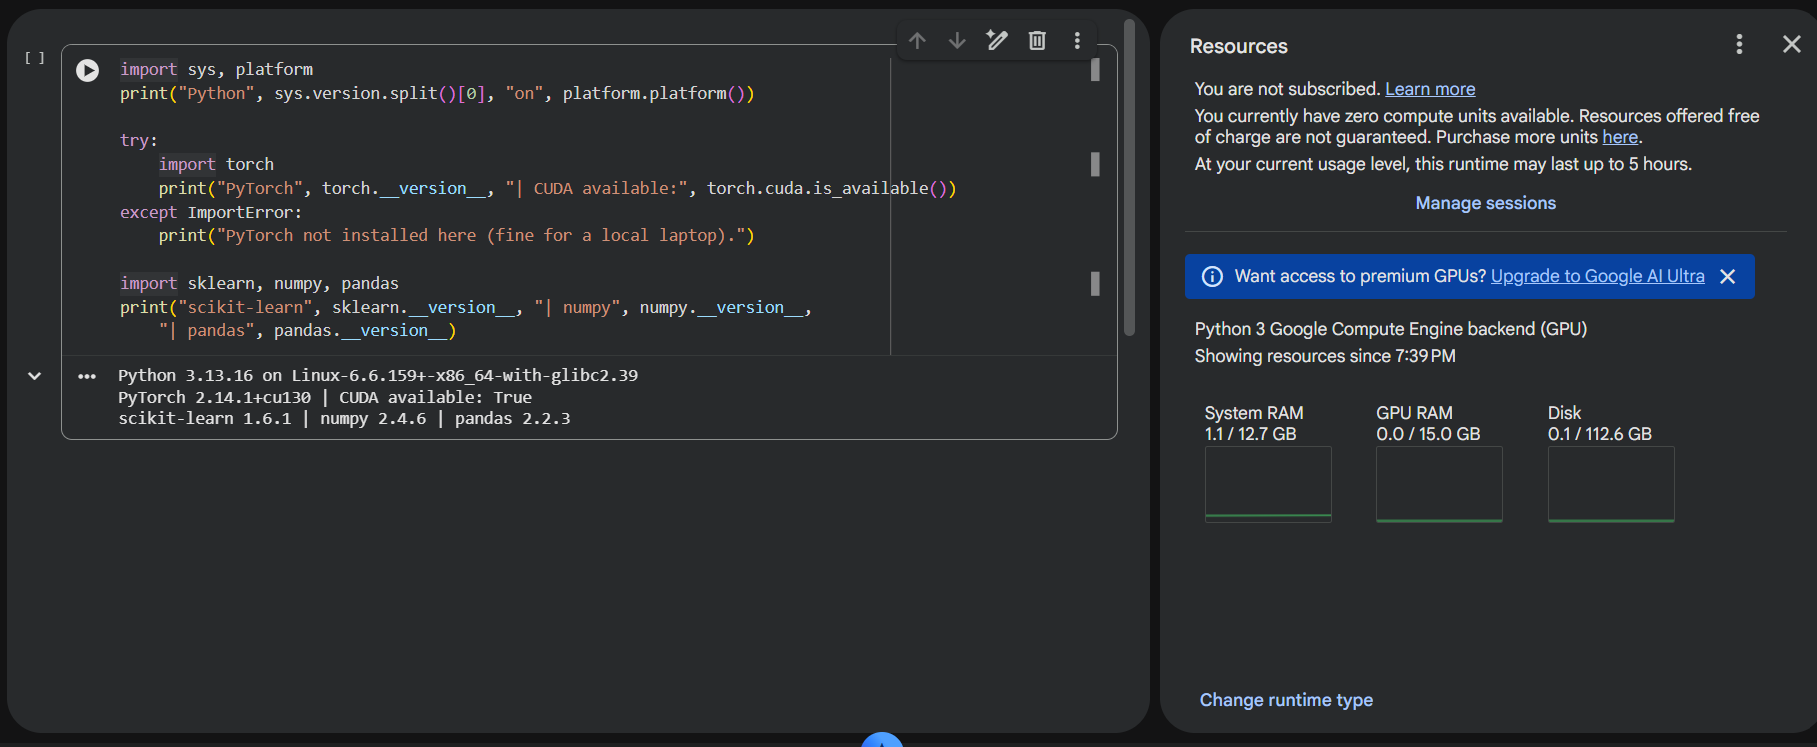 [ ]
import sys, platform
print("Python", sys.version.split()[0], "on", platform.platform())
try:
    import torch
    print("PyTorch", torch.__version__, "| CUDA available:", torch.cuda.is_available())
except ImportError:
    print("PyTorch not installed here (fine for a local laptop).")
import sklearn, numpy, pandas
print("scikit-learn", sklearn.__version__, "| numpy", numpy.__version__,
    "| pandas", pandas.__version__)
Python 3.13.16 on Linux-6.6.159+-x86_64-with-glibc2.39
PyTorch 2.14.1+cu130 | CUDA available: True
scikit-learn 1.6.1 | numpy 2.4.6 | pandas 2.2.3
Resources
You are not subscribed. Learn more
You currently have zero compute units available. Resources offered free
of charge are not guaranteed. Purchase more units here.
At your current usage level, this runtime may last up to 5 hours.
Manage sessions
Want access to premium GPUs? Upgrade to Google AI Ultra
Python 3 Google Compute Engine backend (GPU)
Showing resources since 7:39 PM
System RAM
1.1 / 12.7 GB
GPU RAM
0.0 / 15.0 GB
Disk
0.1 / 112.6 GB
Change runtime type